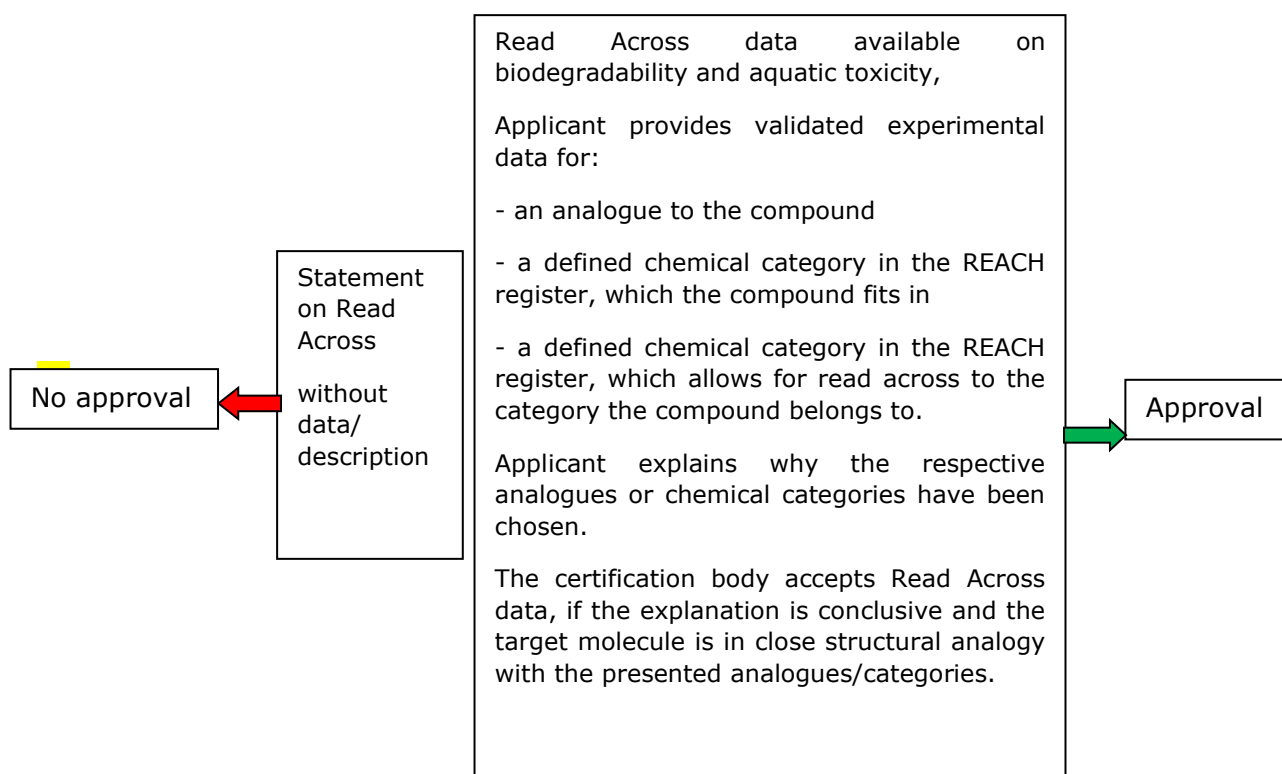 No approval
Statement
on Read
Across
without
data/
description
Read Across data available on
biodegradability and aquatic toxicity,
Applicant provides validated experimental
data for:
- an analogue to the compound
- a defined chemical category in the REACH
register, which the compound fits in
- a defined chemical category in the REACH
register, which allows for read across to the
category the compound belongs to.
Applicant explains why the respective
analogues or chemical categories have been
chosen.
The certification body accepts Read Across
data, if the explanation is conclusive and the
target molecule is in close structural analogy
with the presented analogues/categories.
Approval